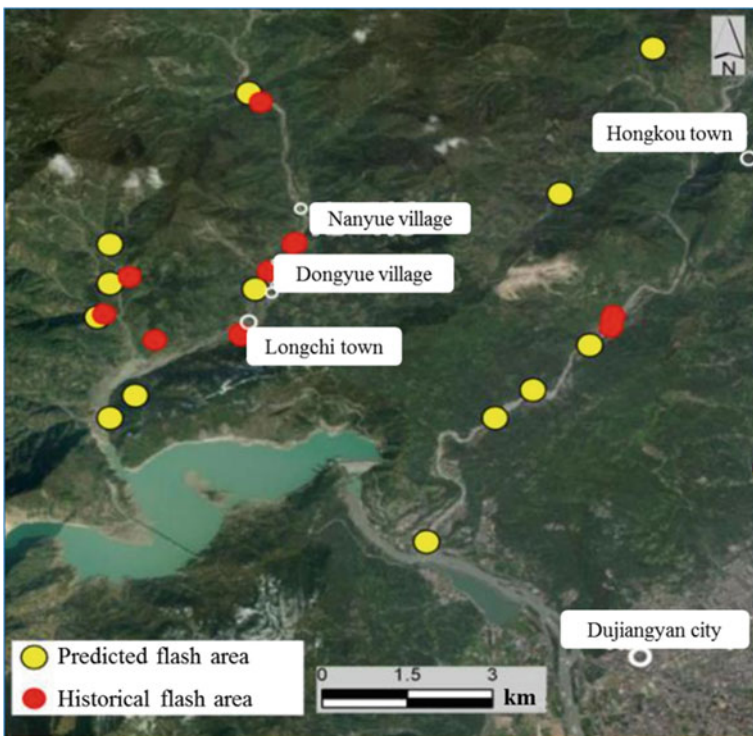 N
Hongkou town
Nanyue village
Dongyue village
Longchi town
Dujiangyan city
Predicted flash area
Historical flash area
0 1.5 3
km